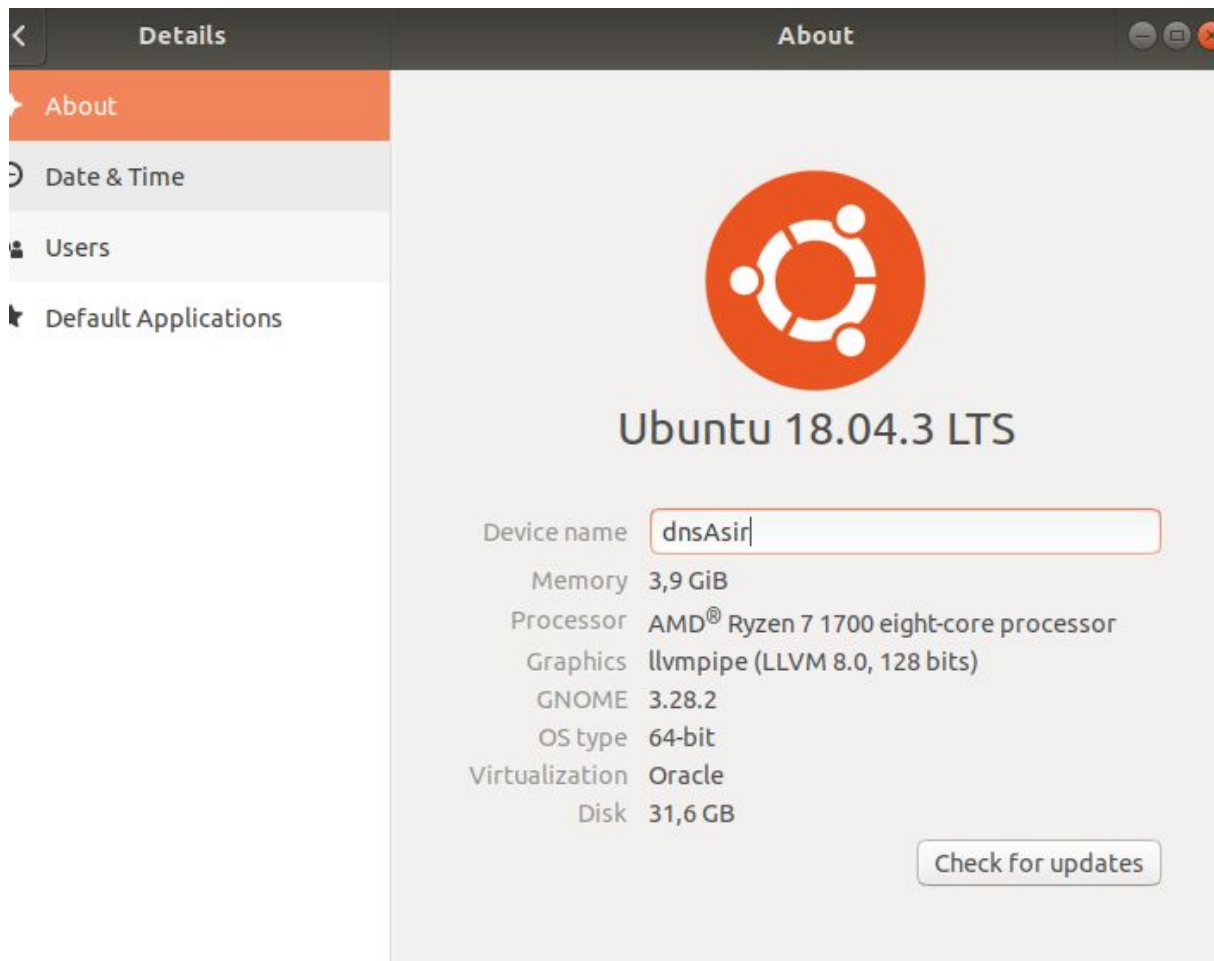 Details
About
About
Date & Time
Users
Default Applications
Ubuntu 18.04.3 LTS
Device name dnsAsir
Memory 3,9 GiB
Processor AMD® Ryzen 7 1700 eight-core processor
Graphics llvmpipe (LLVM 8.0, 128 bits)
GNOME 3.28.2
OS type 64-bit
Virtualization Oracle
Disk 31,6 GB
Check for updates